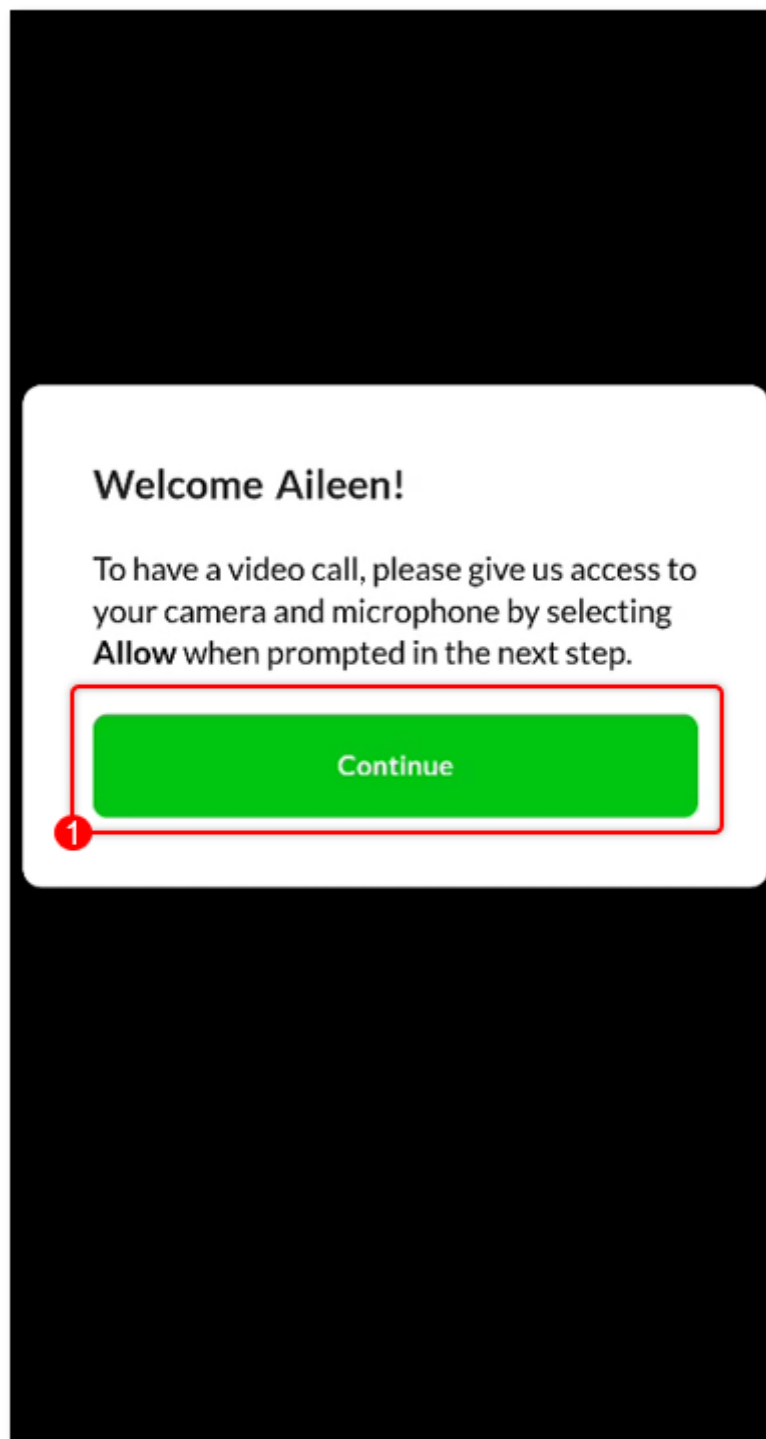 Welcome Aileen!
To have a video call, please give us access to
your camera and microphone by selecting
Allow when prompted in the next step.
Continue
1